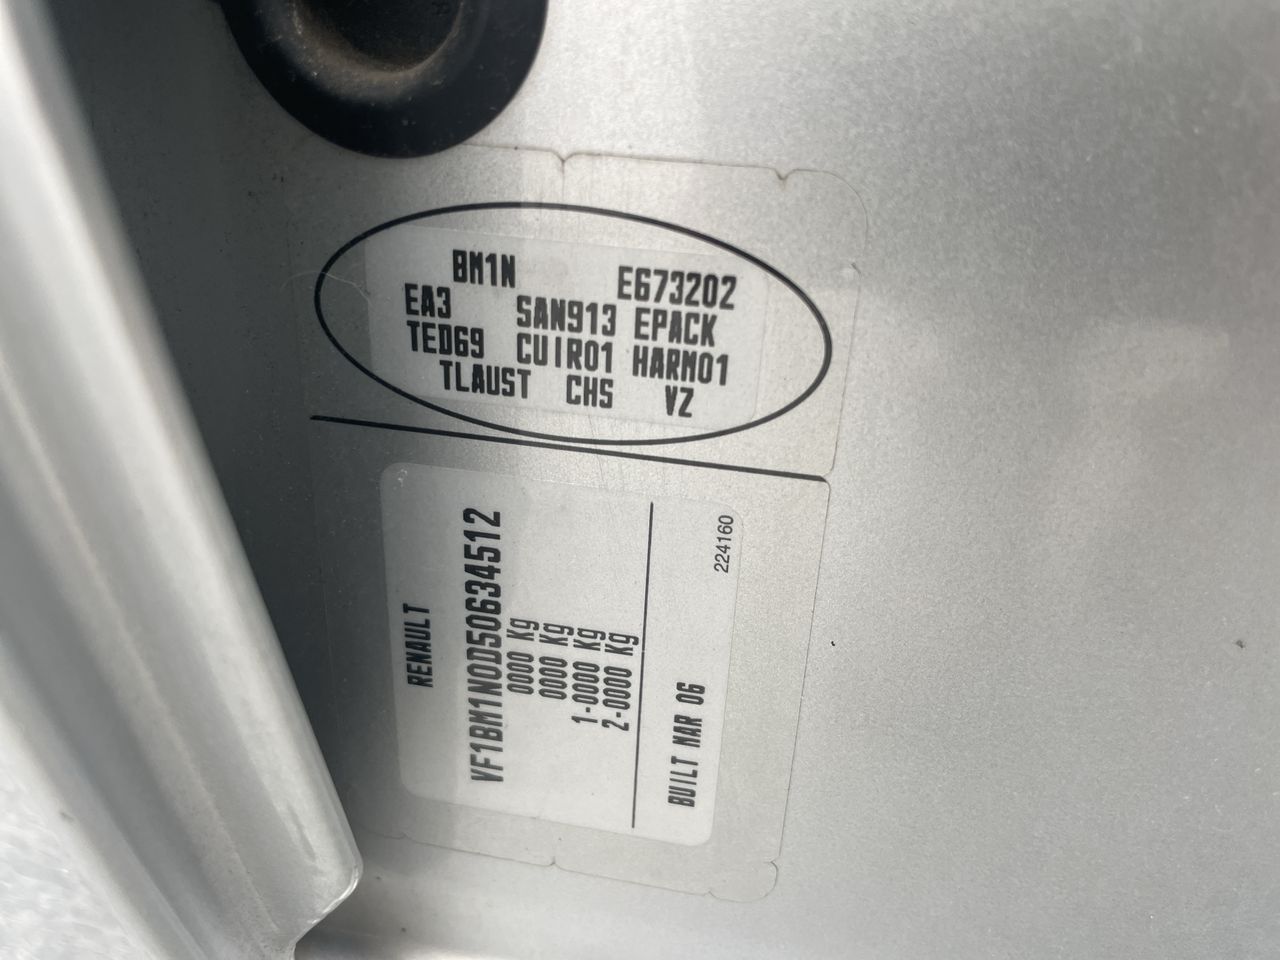 BM1N E673202
EA3 SAN913 EPACK
TED69 CUIR01 HARM01
TLAUST CHS VZ
RENAULT
VF1BM1N0D50634512
0000 Kg
0000 Kg
1-0000 Kg
2-0000 Kg
BUILT MAR 06
224160